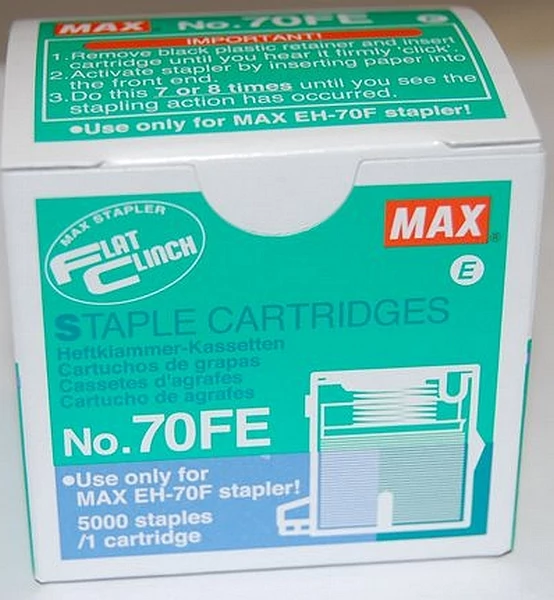 MAX No.70FE
E
IMPORTANT!
1. Remove black plastic retainer and insert
cartridge until you hear it firmly 'click'.
2. Activate stapler by inserting paper into
the front end.
3. Do this 7 or 8 times until you see the
stapling action has occurred.
●Use only for MAX EH-70F stapler!
MAX STAPLER
FLAT
CLINCH
MAX®
E
STAPLE CARTRIDGES
Heftklammer-Kassetten
Cartuchos de grapas
Cassetes d'agrafes
Cartucho de agrafes
No.70FE
●Use only for
MAX EH-70F stapler!
5000 staples
/1 cartridge